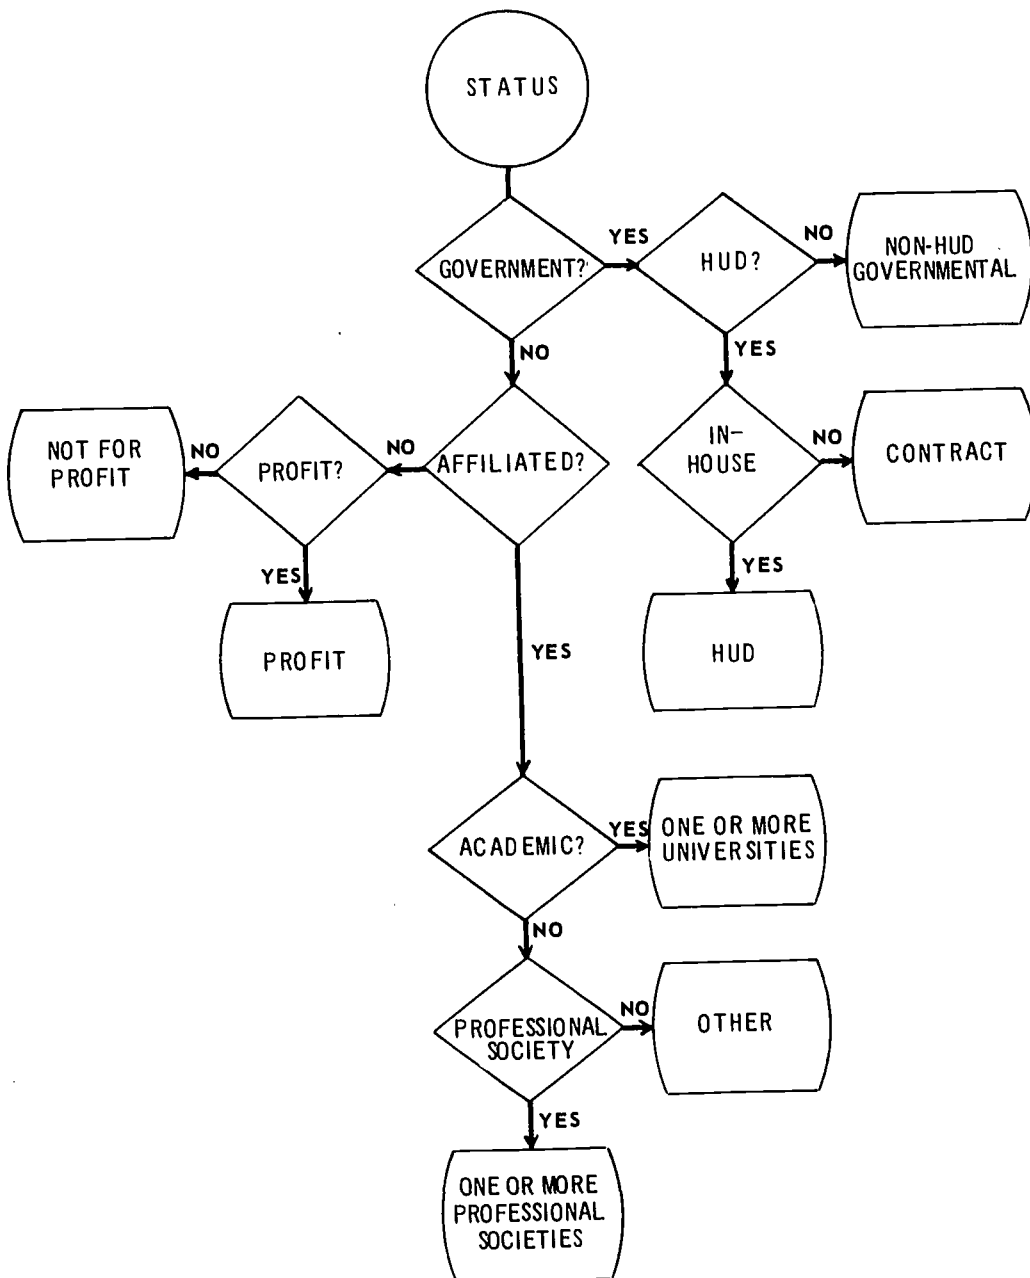 STATUS
GOVERNMENT?
YES
HUD?
NO
NON-HUD
GOVERNMENTAL
NO
YES
NOT FOR
PROFIT
NO
PROFIT?
NO
AFFILIATED?
IN-
HOUSE
NO
CONTRACT
YES
YES
PROFIT
YES
HUD
ACADEMIC?
YES
ONE OR MORE
UNIVERSITIES
NO
PROFESSIONAL
SOCIETY
NO
OTHER
YES
ONE OR MORE
PROFESSIONAL
SOCIETIES